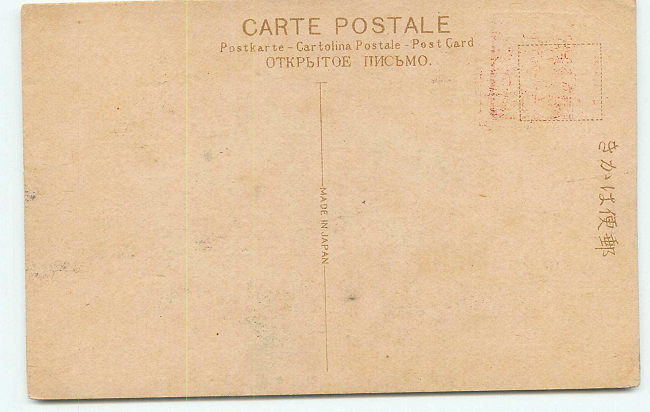 CARTE POSTALE
Postkarte - Cartolina Postale - Post Card
ОТКРЫТОЕ ПИСЬМО.
MADE IN JAPAN
きかは便郵